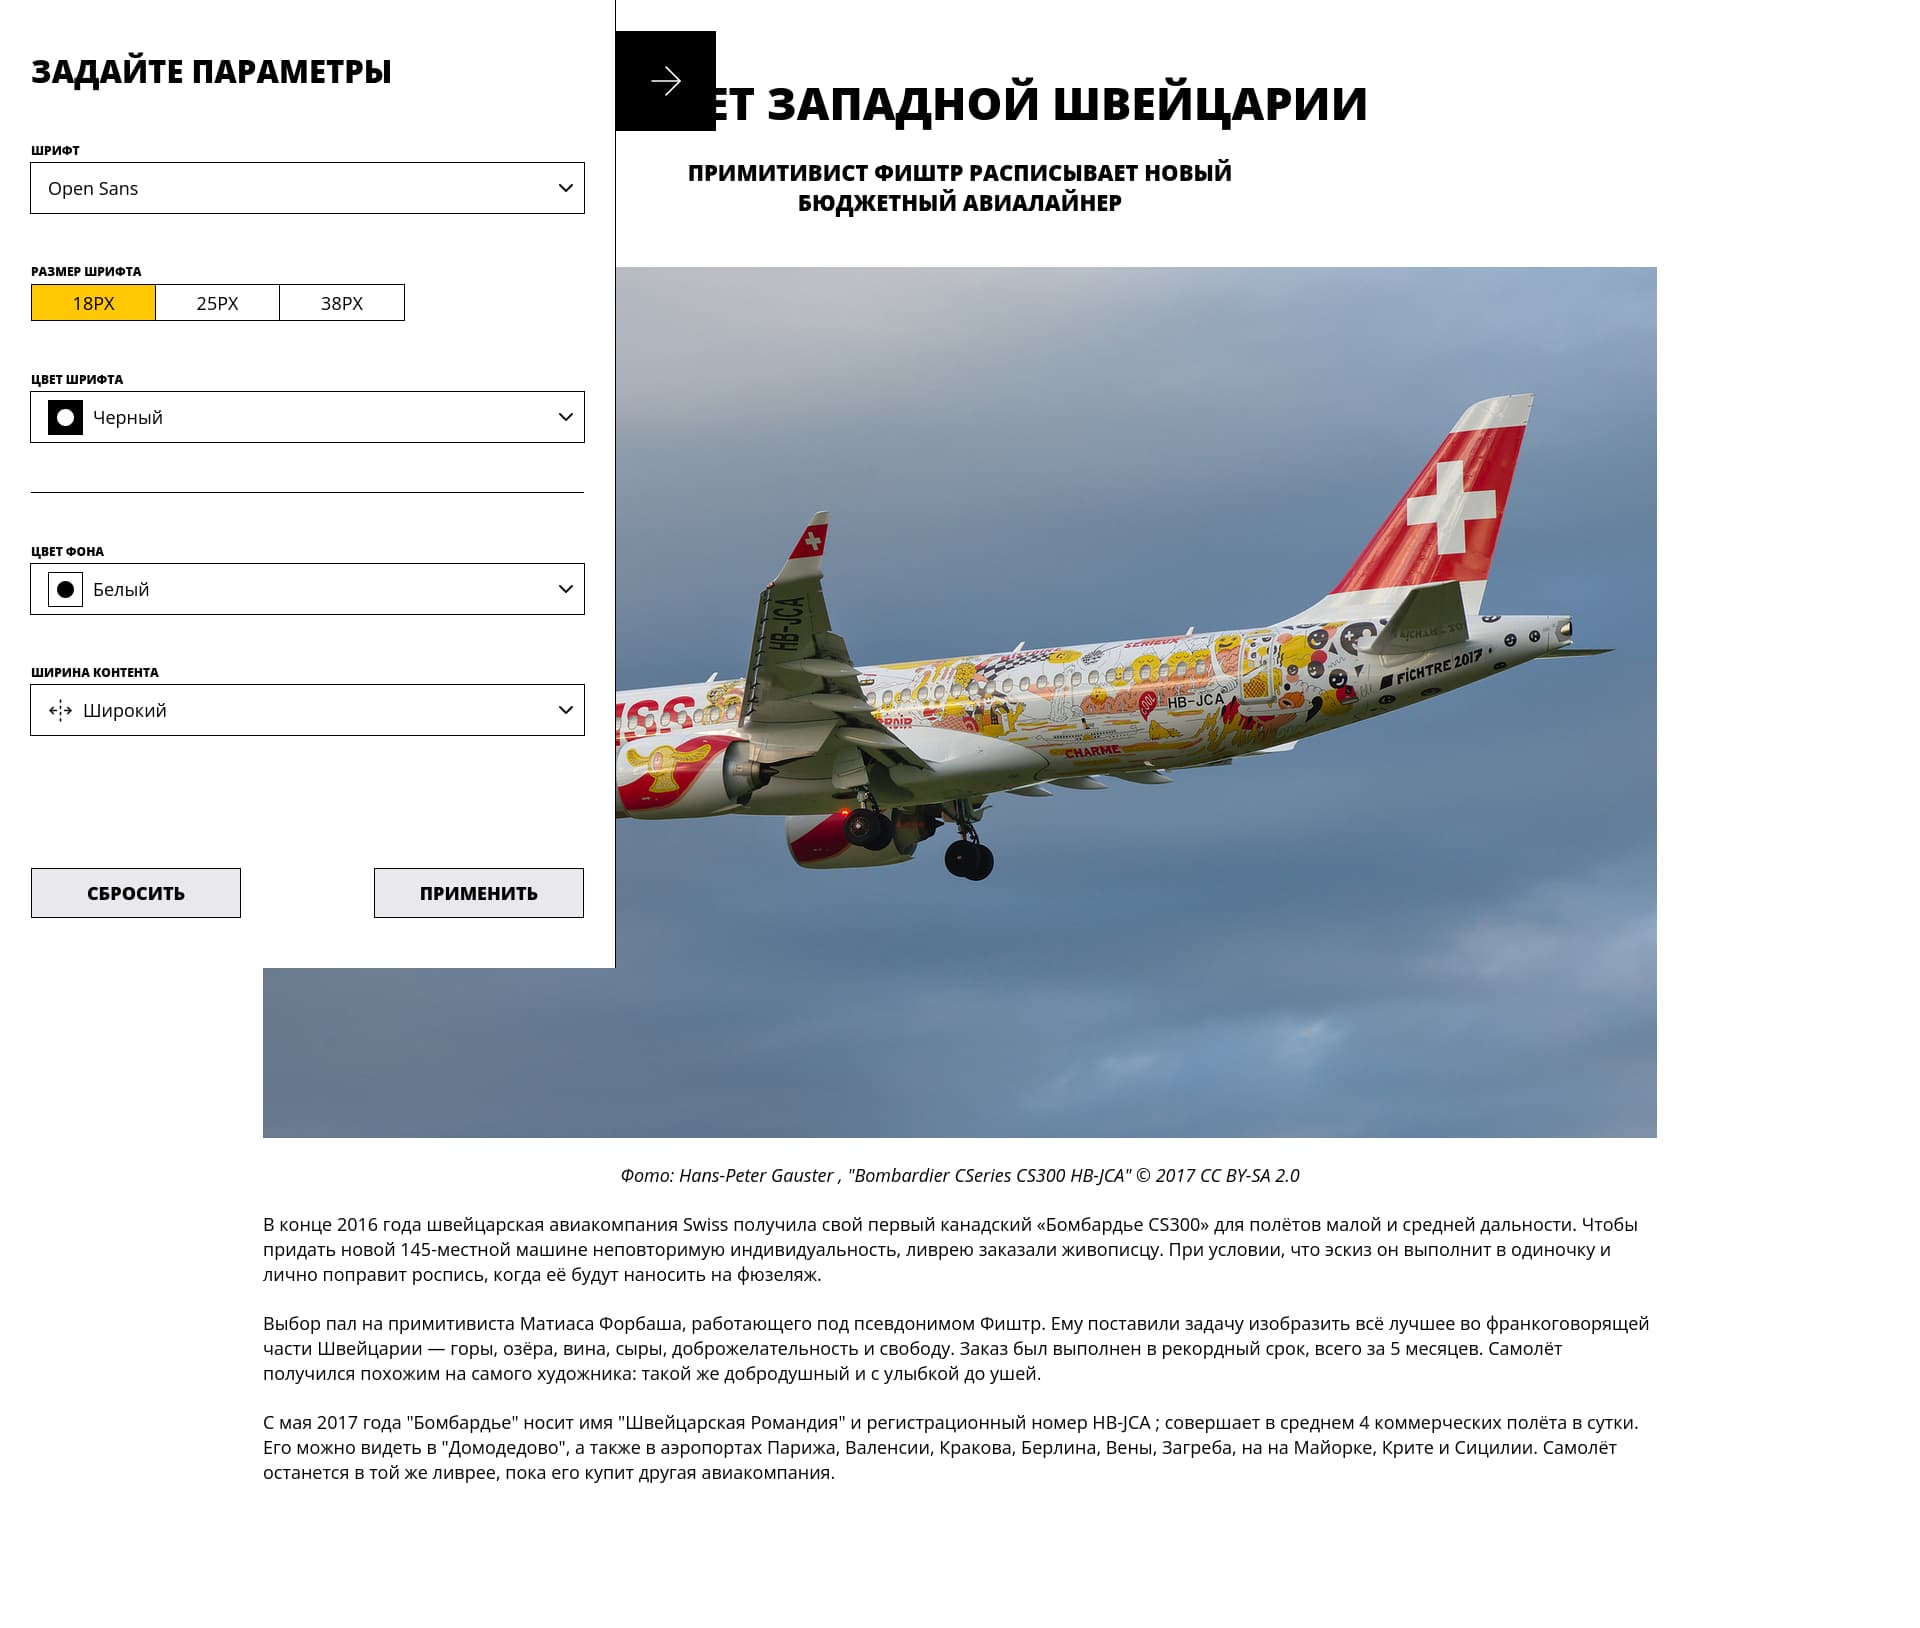 ЗАДАЙТЕ ПАРАМЕТРЫ
ШРИФТ
Open Sans
РАЗМЕР ШРИФТА
18PX
25PX
38PX
ЦВЕТ ШРИФТА
Черный
ЦВЕТ ФОНА
Белый
ШИРИНА КОНТЕНТА
Широкий
СБРОСИТЬ
ПРИМЕНИТЬ
ЕТ ЗАПАДНОЙ ШВЕЙЦАРИИ
ПРИМИТИВИСТ ФИШТР РАСПИСЫВАЕТ НОВЫЙ
БЮДЖЕТНЫЙ АВИАЛАЙНЕР
HB-JCA
SÉRIEUX
FICHTRE 2017
COOL
HB-JCA
ISS
CHARME
Фото: Hans-Peter Gauster , "Bombardier CSeries CS300 HB-JCA" © 2017 CC BY-SA 2.0
В конце 2016 года швейцарская авиакомпания Swiss получила свой первый канадский «Бомбардье CS300» для полётов малой и средней дальности. Чтобы
придать новой 145-местной машине неповторимую индивидуальность, ливрею заказали живописцу. При условии, что эскиз он выполнит в одиночку и
лично поправит роспись, когда её будут наносить на фюзеляж.
Выбор пал на примитивиста Матиаса Форбаша, работающего под псевдонимом Фиштр. Ему поставили задачу изобразить всё лучшее во франкоговорящей
части Швейцарии — горы, озёра, вина, сыры, доброжелательность и свободу. Заказ был выполнен в рекордный срок, всего за 5 месяцев. Самолёт
получился похожим на самого художника: такой же добродушный и с улыбкой до ушей.
С мая 2017 года "Бомбардье" носит имя "Швейцарская Романдия" и регистрационный номер HB-JCA ; совершает в среднем 4 коммерческих полёта в сутки.
Его можно видеть в "Домодедово", а также в аэропортах Парижа, Валенсии, Кракова, Берлина, Вены, Загреба, на на Майорке, Крите и Сицилии. Самолёт
останется в той же ливрее, пока его купит другая авиакомпания.